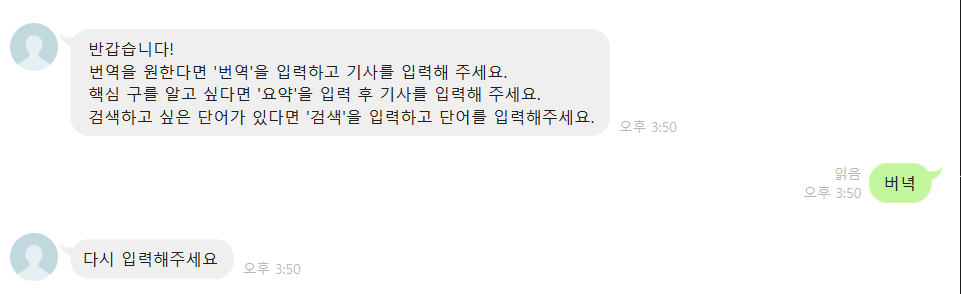 반갑습니다!
번역을 원한다면 '번역'을 입력하고 기사를 입력해 주세요.
핵심 구를 알고 싶다면 '요약'을 입력 후 기사를 입력해 주세요.
검색하고 싶은 단어가 있다면 '검색'을 입력하고 단어를 입력해주세요.
오후 3:50
읽음
오후 3:50
버녁
다시 입력해주세요
오후 3:50